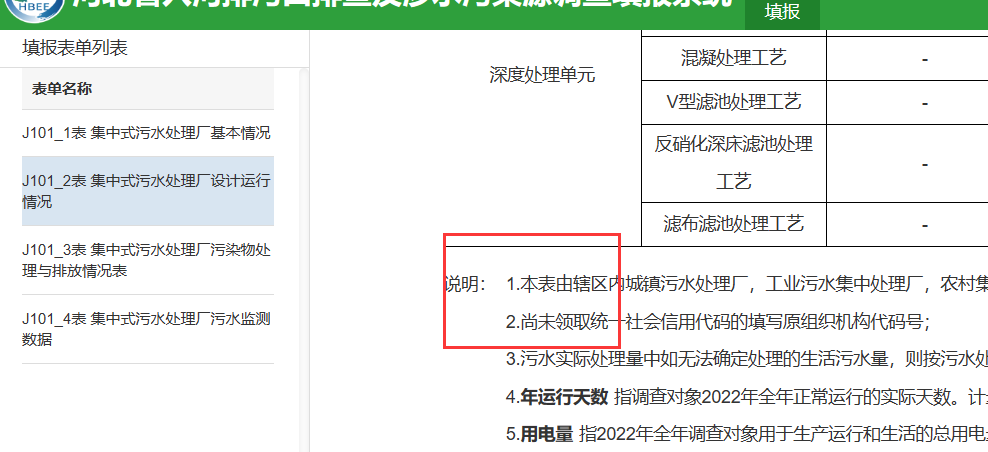 HBEE
填报
填报表单列表
表单名称
J101_1表 集中式污水处理厂基本情况
J101_2表 集中式污水处理厂设计运行
情况
J101_3表 集中式污水处理厂污染物处
理与排放情况表
J101_4表 集中式污水处理厂污水监测
数据
深度处理单元
混凝处理工艺
-
V型滤池处理工艺
-
反硝化深床滤池处理
工艺
-
滤布滤池处理工艺
-
说明： 1.本表由辖区内城镇污水处理厂，工业污水集中处理厂，农村集
2.尚未领取统一社会信用代码的填写原组织机构代码号；
3.污水实际处理量中如无法确定处理的生活污水量，则按污水处
4.年运行天数 指调查对象2022年全年正常运行的实际天数。计
5.用电量 指2022年全年调查对象用于生产运行和生活的总用电